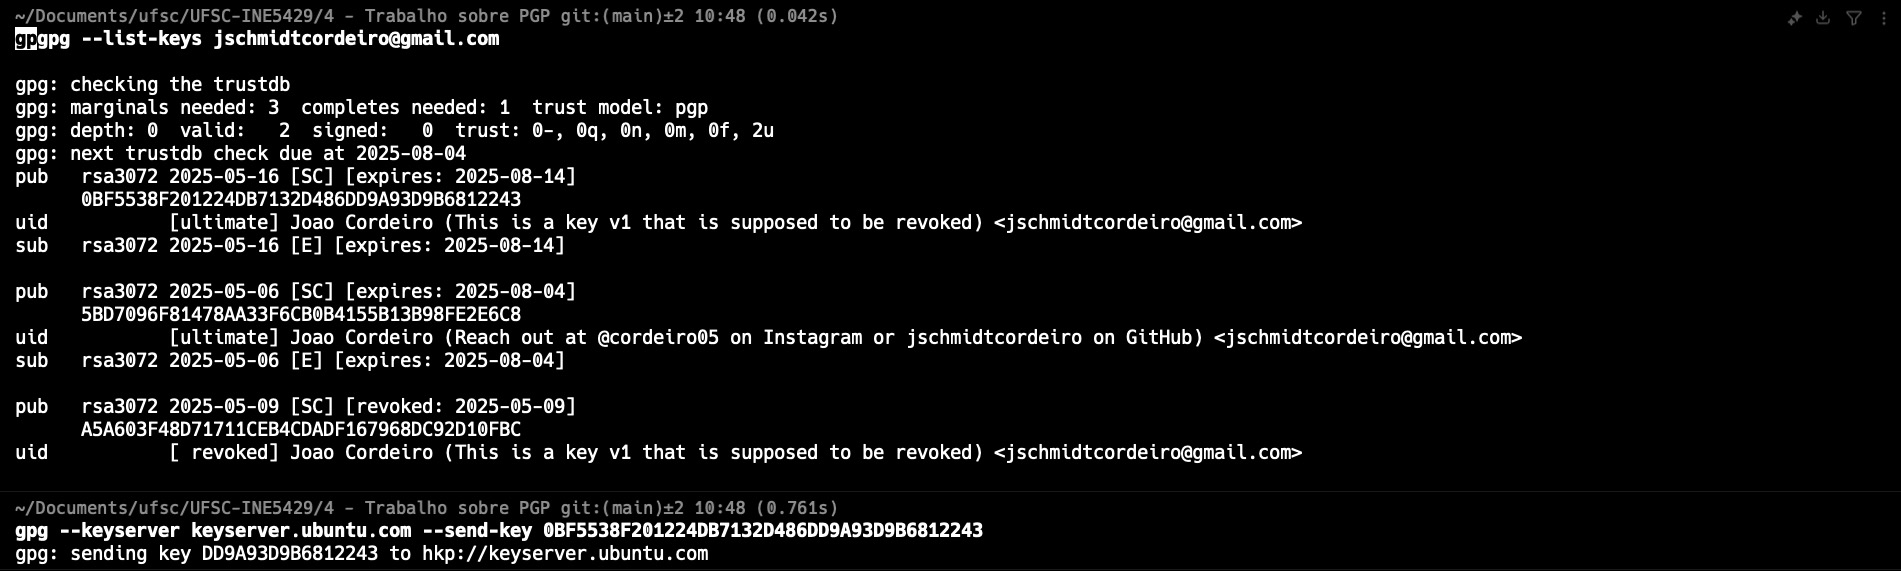 ~/Documents/ufsc/UFSC-INE5429/4 - Trabalho sobre PGP git:(main)±2 10:48 (0.042s)
gpgpg --list-keys jschmidtcordeiro@gmail.com
gpg: checking the trustdb
gpg: marginals needed: 3  completes needed: 1  trust model: pgp
gpg: depth: 0  valid:   2  signed:   0  trust: 0-, 0q, 0n, 0m, 0f, 2u
gpg: next trustdb check due at 2025-08-04
pub   rsa3072 2025-05-16 [SC] [expires: 2025-08-14]
      0BF5538F201224DB7132D486DD9A93D9B6812243
uid           [ultimate] Joao Cordeiro (This is a key v1 that is supposed to be revoked) <jschmidtcordeiro@gmail.com>
sub   rsa3072 2025-05-16 [E] [expires: 2025-08-14]
pub   rsa3072 2025-05-06 [SC] [expires: 2025-08-04]
      5BD7096F81478AA33F6CB0B4155B13B98FE2E6C8
uid           [ultimate] Joao Cordeiro (Reach out at @cordeiro05 on Instagram or jschmidtcordeiro on GitHub) <jschmidtcordeiro@gmail.com>
sub   rsa3072 2025-05-06 [E] [expires: 2025-08-04]
pub   rsa3072 2025-05-09 [SC] [revoked: 2025-05-09]
      A5A603F48D71711CEB4CDADF167968DC92D10FBC
uid           [ revoked] Joao Cordeiro (This is a key v1 that is supposed to be revoked) <jschmidtcordeiro@gmail.com>
~/Documents/ufsc/UFSC-INE5429/4 - Trabalho sobre PGP git:(main)±2 10:48 (0.761s)
gpg --keyserver keyserver.ubuntu.com --send-key 0BF5538F201224DB7132D486DD9A93D9B6812243
gpg: sending key DD9A93D9B6812243 to hkp://keyserver.ubuntu.com